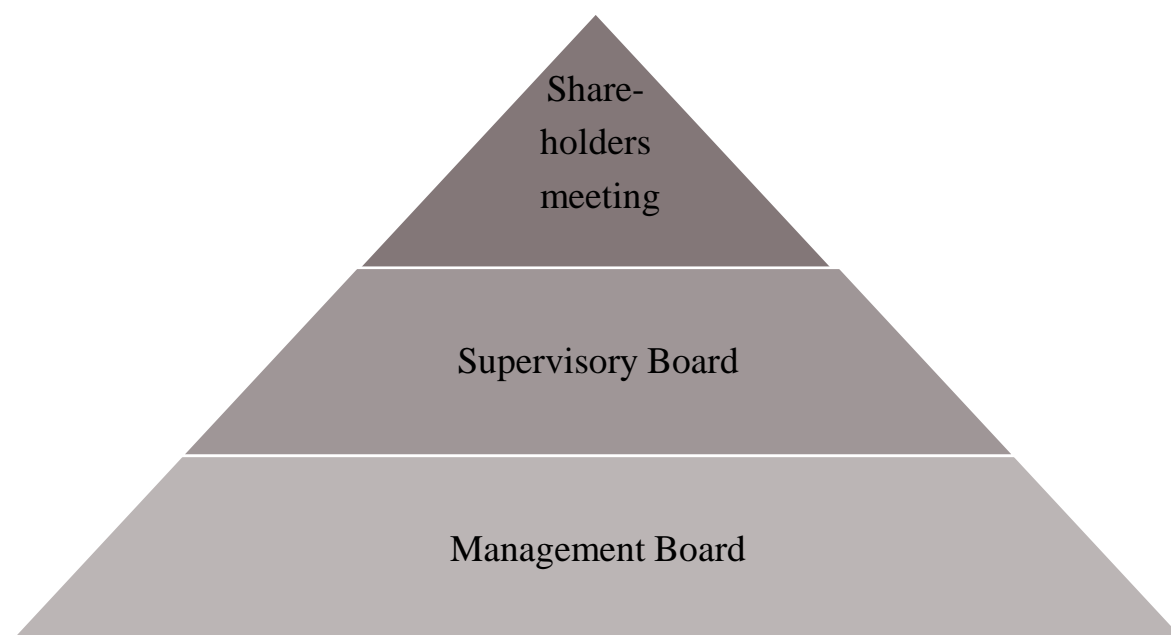 Share-
holders
meeting
Supervisory Board
Management Board